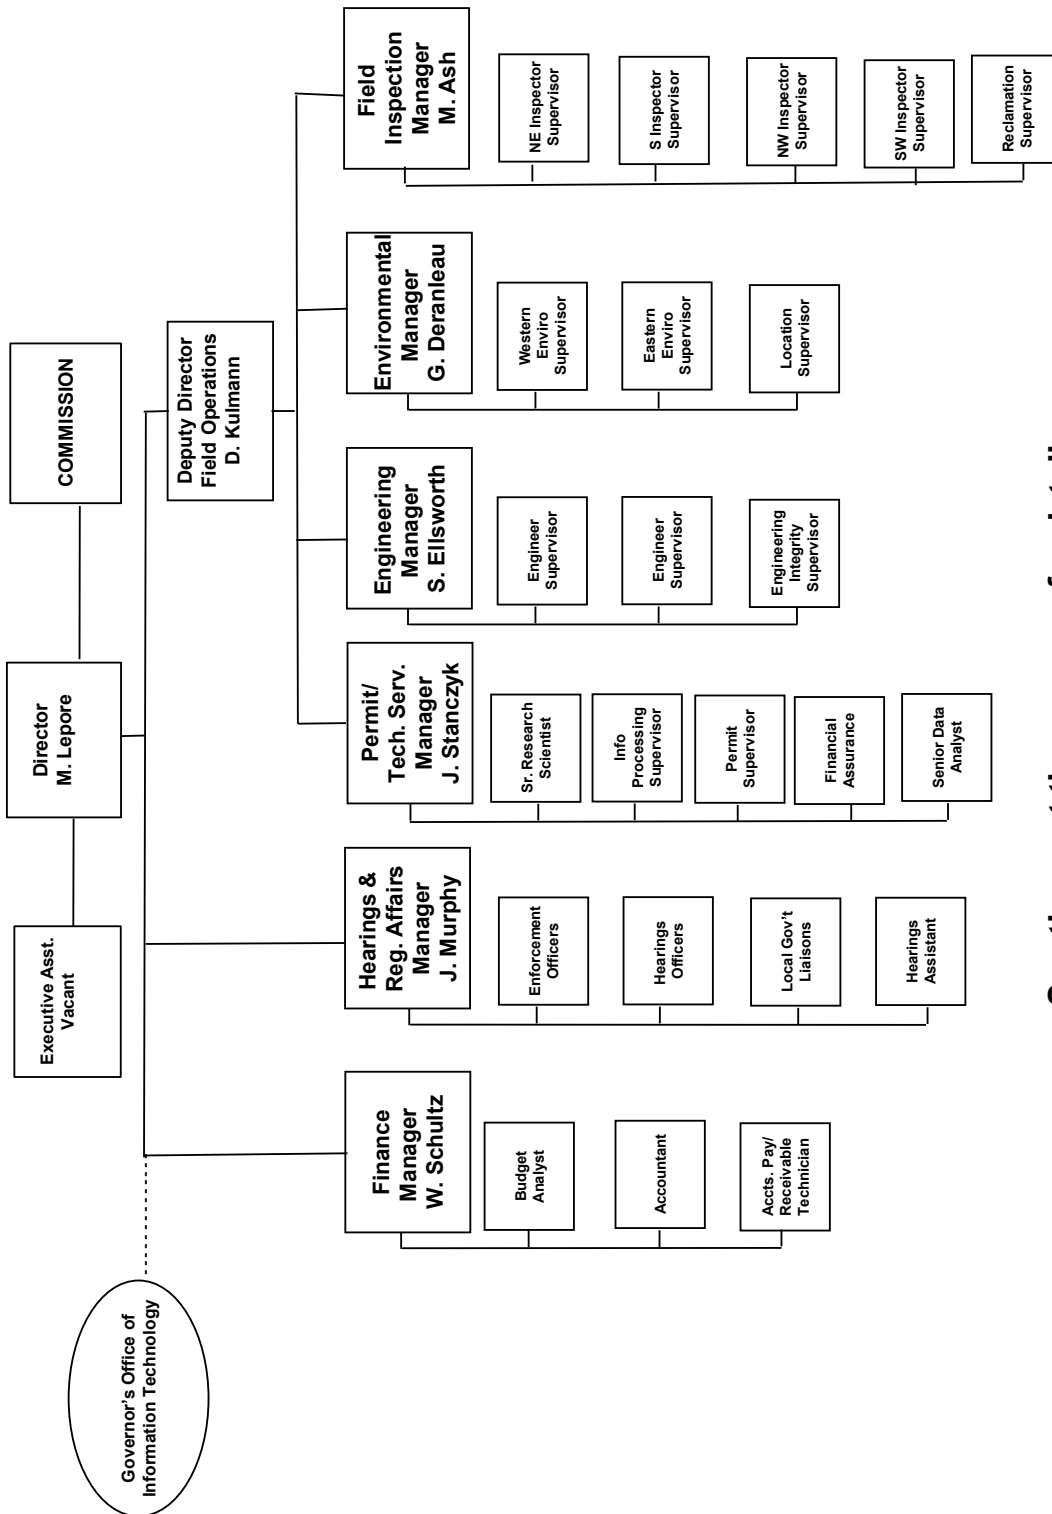 COMMISSION
Director
M. Lepore
Executive Asst.
Vacant
Governor's Office of
Information Technology
Deputy Director
Field Operations
D. Kulmann
Finance
Manager
W. Schultz
Budget
Analyst
Accountant
Accts. Pay/
Receivable
Technician
Hearings &
Reg. Affairs
Manager
J. Murphy
Enforcement
Officers
Hearings
Officers
Local Gov't
Liaisons
Hearings
Assistant
Permit/
Tech. Serv.
Manager
J. Stanczyk
Sr. Research
Scientist
Info
Processing
Supervisor
Permit
Supervisor
Financial
Assurance
Senior Data
Analyst
Engineering
Manager
S. Ellsworth
Engineer
Supervisor
Engineer
Supervisor
Engineering
Integrity
Supervisor
Environmental
Manager
G. Deranleau
Western
Enviro
Supervisor
Eastern
Enviro
Supervisor
Location
Supervisor
Field
Inspection
Manager
M. Ash
NE Inspector
Supervisor
S Inspector
Supervisor
NW Inspector
Supervisor
SW Inspector
Supervisor
Reclamation
Supervisor